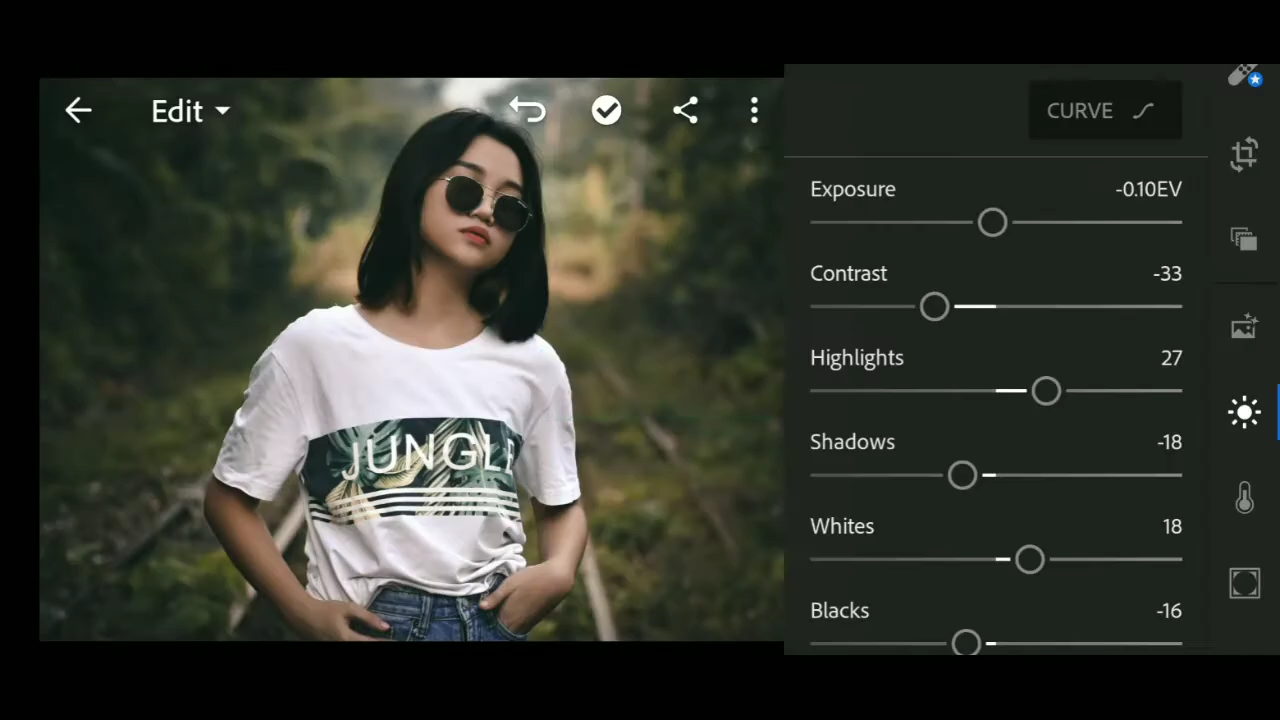 Edit
CURVE
Exposure -0.10EV
Contrast -33
Highlights 27
Shadows -18
Whites 18
Blacks -16
JUNGLE